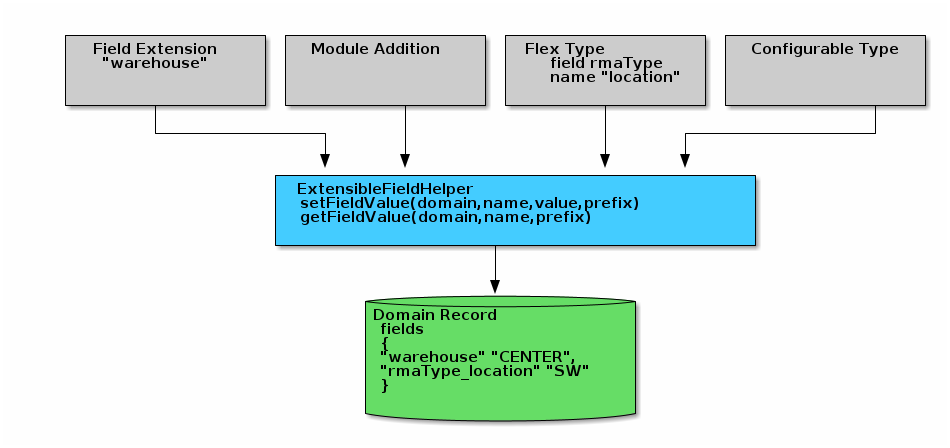 Field Extension
"warehouse"
Module Addition
Flex Type
field rmaType
name "location"
Configurable Type
ExtensibleFieldHelper
setFieldValue(domain,name,value,prefix)
getFieldValue(domain,name,prefix)
Domain Record
fields
{
"warehouse" "CENTER",
"rmaType_location" "SW"
}